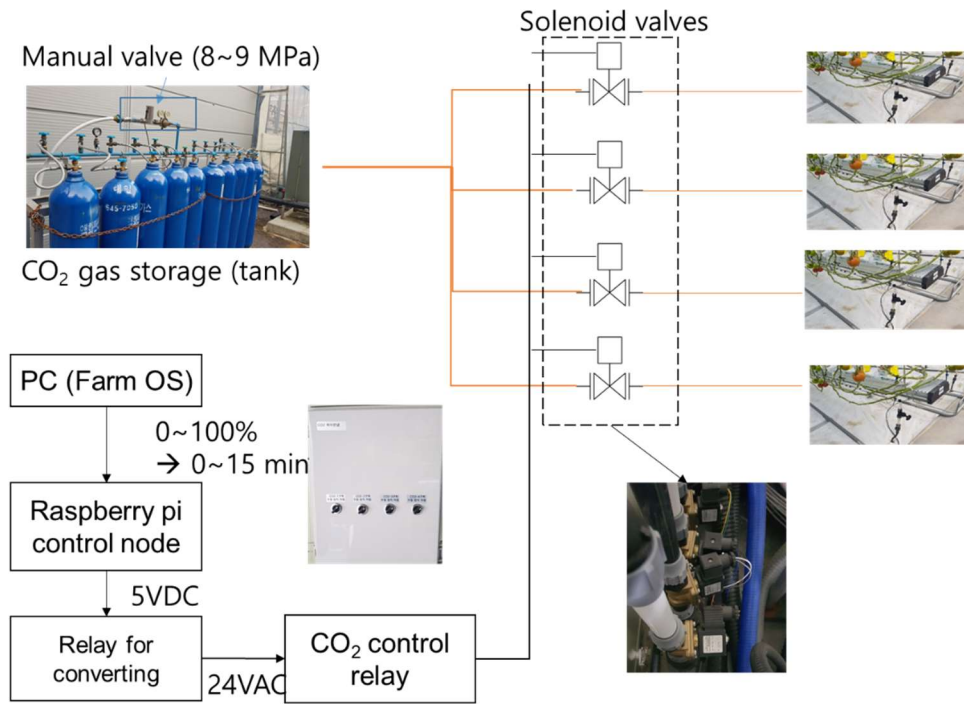 Solenoid valves
Manual valve (8~9 MPa)
CO₂ gas storage (tank)
PC (Farm OS)
0~100%
→ 0~15 min
Raspberry pi
control node
5VDC
Relay for
converting
24VAC
CO₂ control
relay